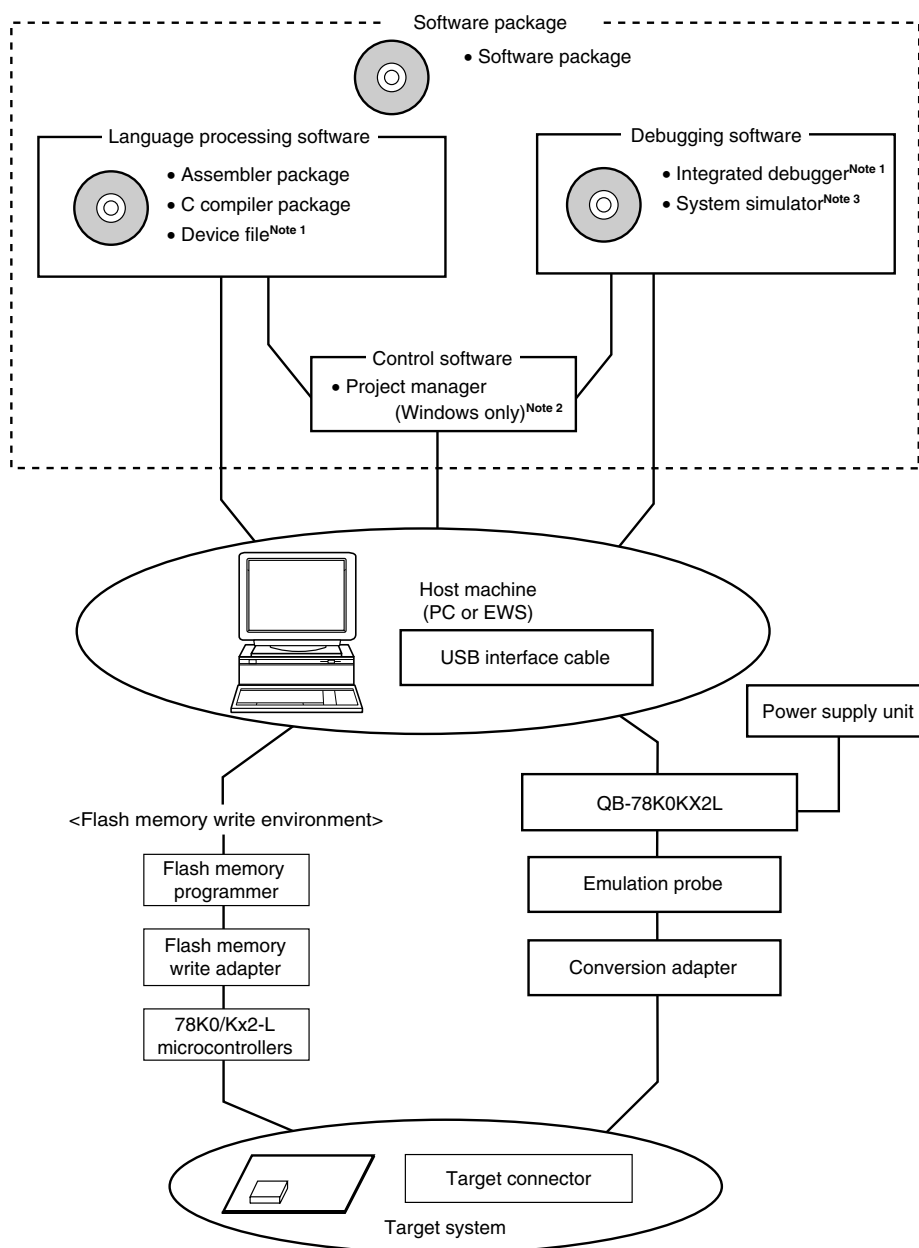 Software package
• Software package
Language processing software
• Assembler package
• C compiler package
• Device fileNote 1
Debugging software
• Integrated debuggerNote 1
• System simulatorNote 3
Control software
• Project manager
(Windows only)Note 2
Host machine
(PC or EWS)
USB interface cable
Power supply unit
<Flash memory write environment>
QB-78K0KX2L
Flash memory
programmer
Emulation probe
Flash memory
write adapter
Conversion adapter
78K0/Kx2-L
microcontrollers
Target connector
Target system